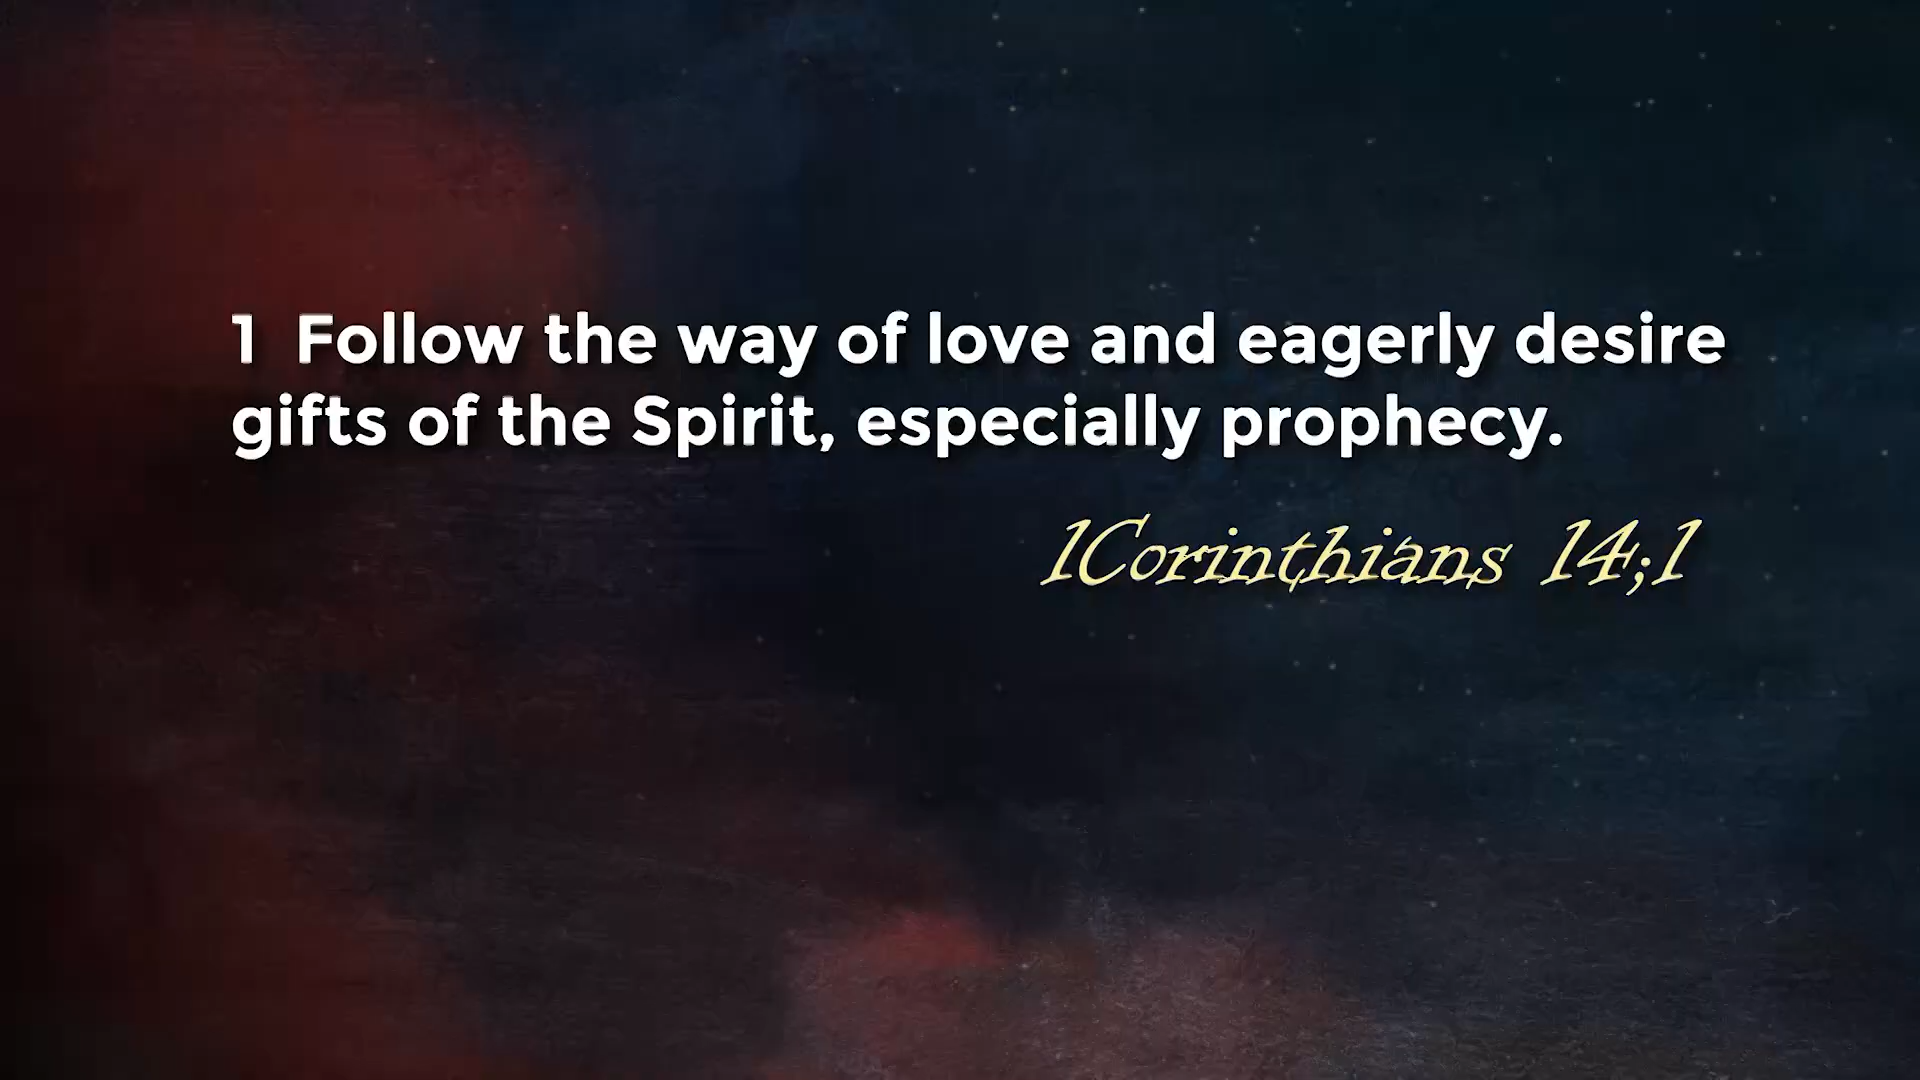 1 Follow the way of love and eagerly desire
gifts of the Spirit, especially prophecy.
1Corinthians 14;1